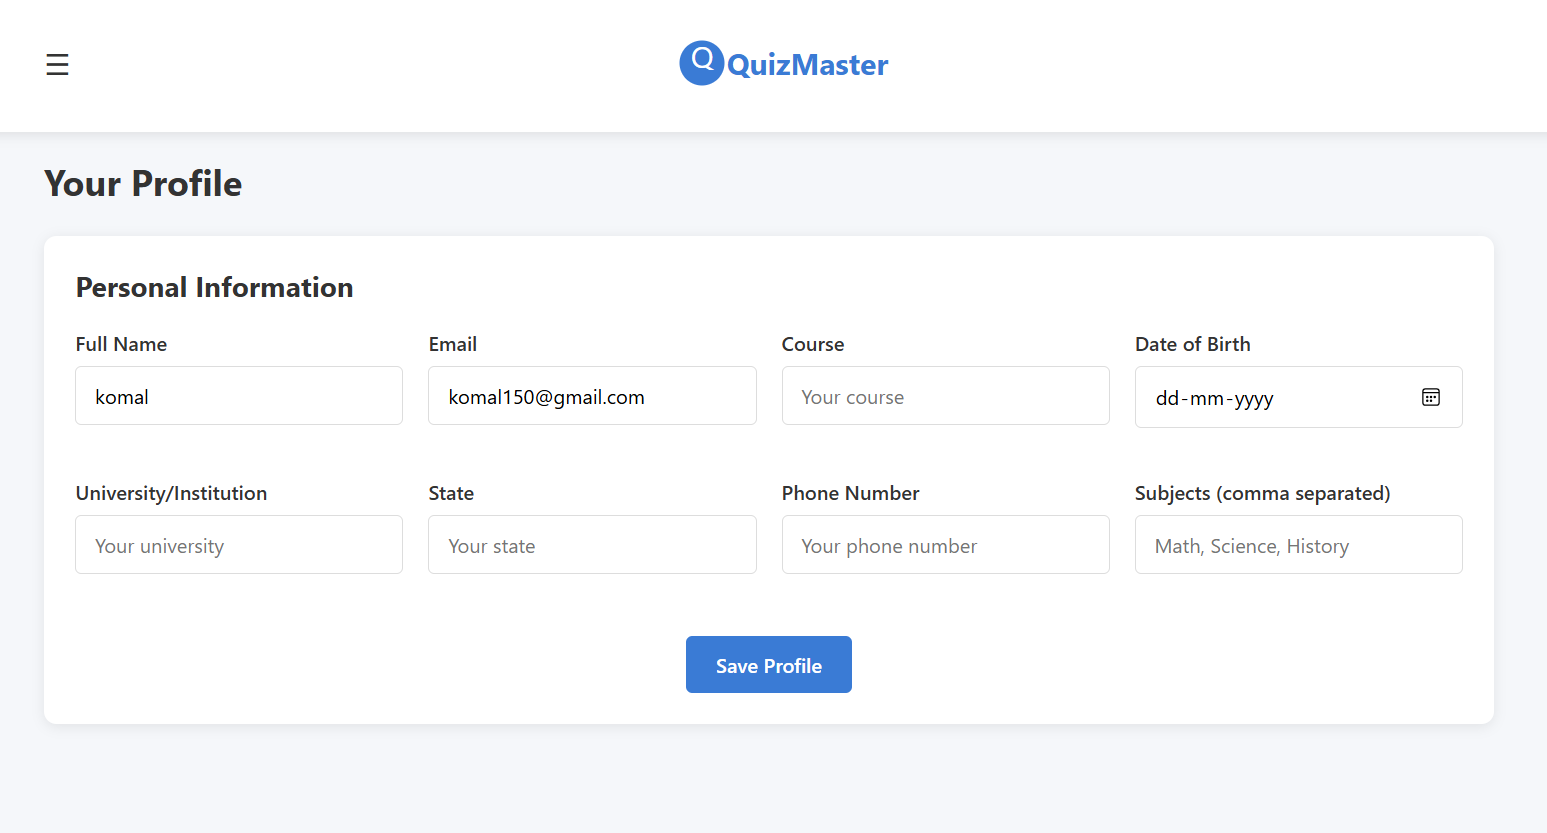 ☰
Q QuizMaster
Your Profile
Personal Information
Full Name Email Course Date of Birth
komal komal150@gmail.com Your course dd-mm-yyyy
University/Institution State Phone Number Subjects (comma separated)
Your university Your state Your phone number Math, Science, History
Save Profile